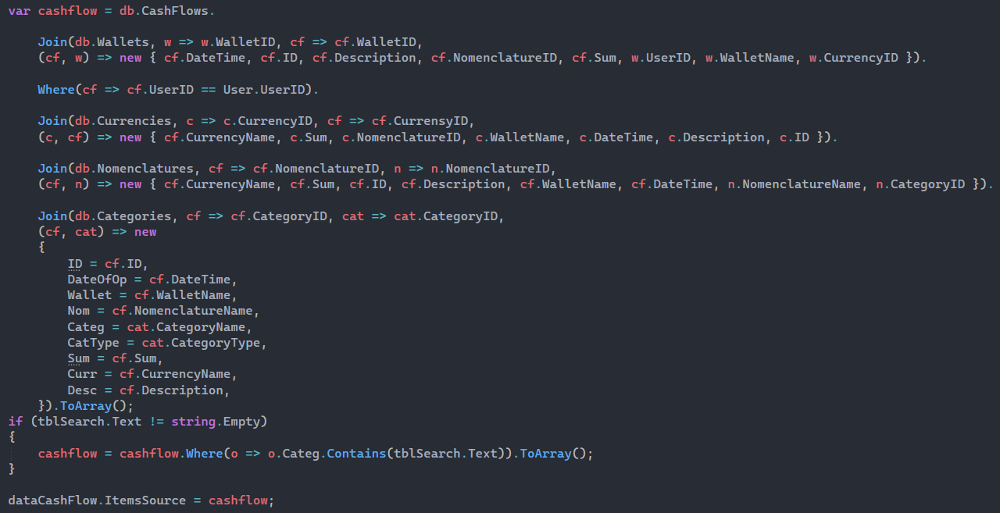 var cashflow = db.CashFlows.
Join(db.Wallets, w => w.WalletID, cf => cf.WalletID,
(cf, w) => new { cf.DateTime, cf.ID, cf.Description, cf.NomenclatureID, cf.Sum, w.UserID, w.WalletName, w.CurrencyID }).
Where(cf => cf.UserID == User.UserID).
Join(db.Currencies, c => c.CurrencyID, cf => cf.CurrensyID,
(c, cf) => new { cf.CurrencyName, c.Sum, c.NomenclatureID, c.WalletName, c.DateTime, c.Description, c.ID }).
Join(db.Nomenclatures, cf => cf.NomenclatureID, n => n.NomenclatureID,
(cf, n) => new { cf.CurrencyName, cf.Sum, cf.ID, cf.Description, cf.WalletName, cf.DateTime, n.NomenclatureName, n.CategoryID }).
Join(db.Categories, cf => cf.CategoryID, cat => cat.CategoryID,
(cf, cat) => new
{
ID = cf.ID,
DateOfOp = cf.DateTime,
Wallet = cf.WalletName,
Nom = cf.NomenclatureName,
Categ = cat.CategoryName,
CatType = cat.CategoryType,
Sum = cf.Sum,
Curr = cf.CurrencyName,
Desc = cf.Description,
}).ToArray();
if (tblSearch.Text != string.Empty)
{
cashflow = cashflow.Where(o => o.Categ.Contains(tblSearch.Text)).ToArray();
}
dataCashFlow.ItemsSource = cashflow;